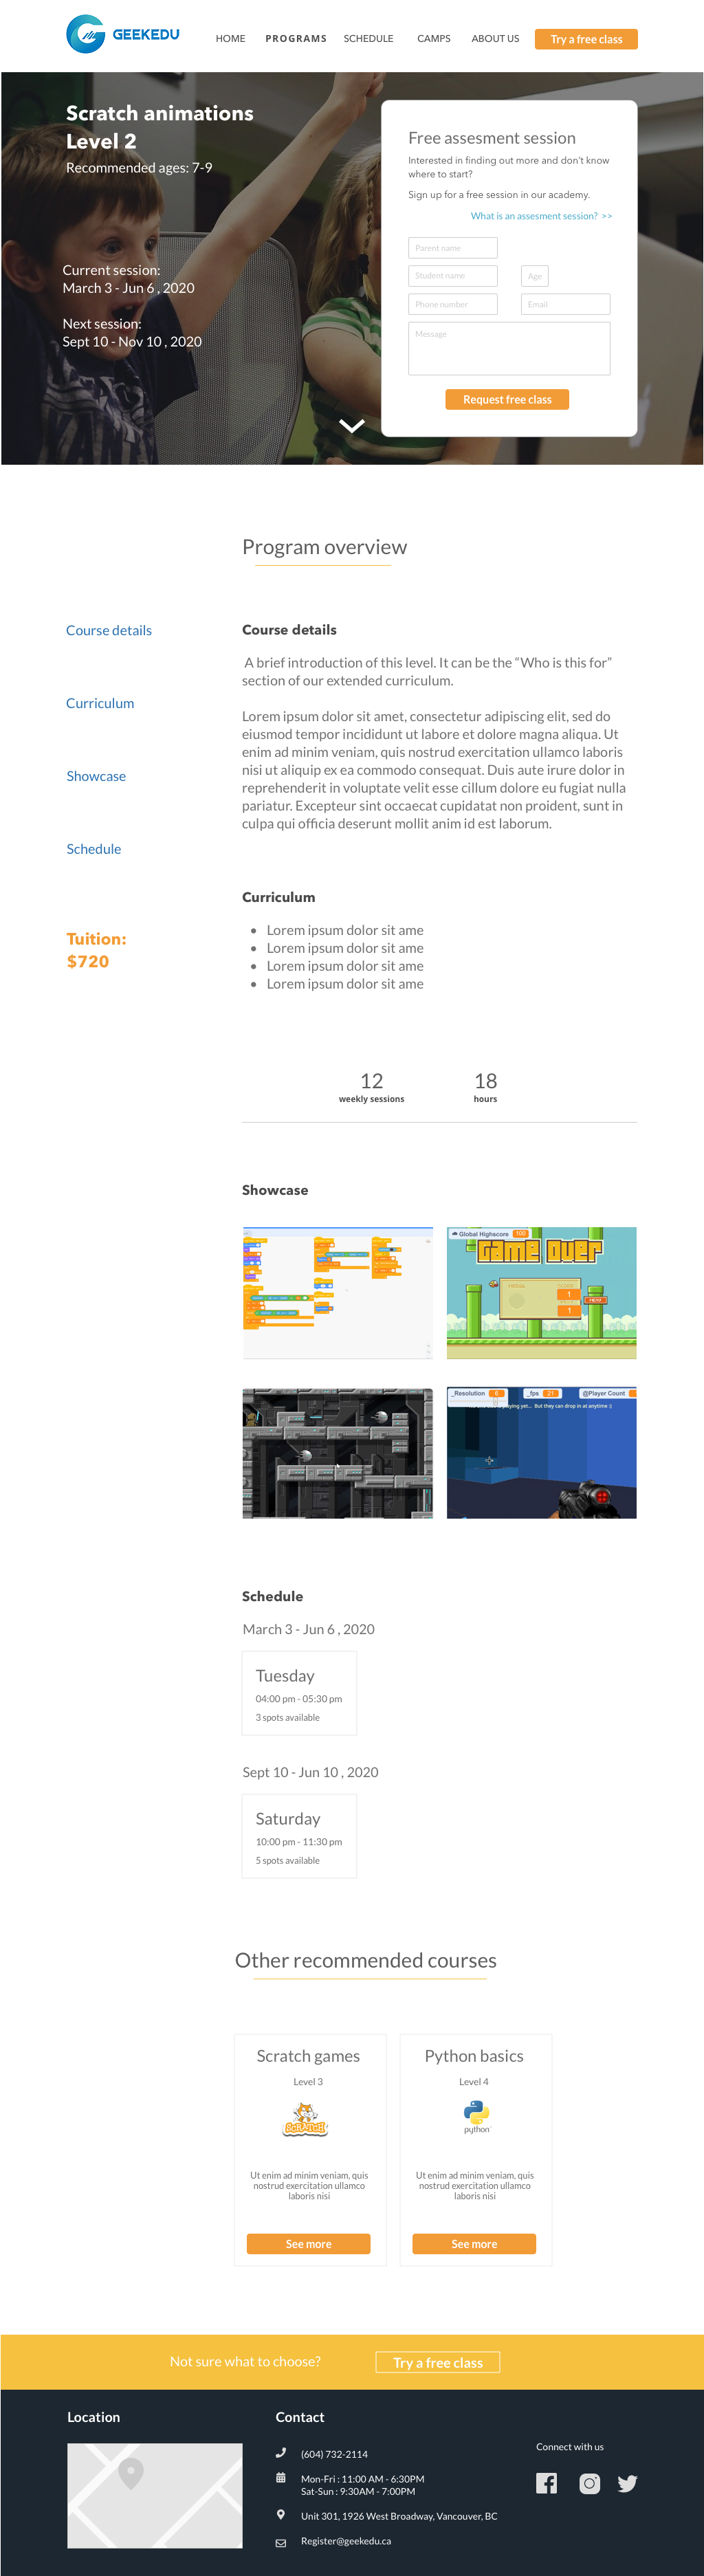 GEEKEDU
HOME
PROGRAMS
SCHEDULE
CAMPS
ABOUT US
Try a free class
Scratch animations
Level 2
Recommended ages: 7-9
Current session:
March 3 - Jun 6 , 2020
Next session:
Sept 10 - Nov 10 , 2020
Free assesment session
Interested in finding out more and don't know
where to start?
Sign up for a free session in our academy.
What is an assesment session? >>
Parent name
Student name
Age
Phone number
Email
Message
Request free class
Program overview
Course details
Curriculum
Showcase
Schedule
Tuition:
$720
Course details
A brief introduction of this level. It can be the “Who is this for”
section of our extended curriculum.
Lorem ipsum dolor sit amet, consectetur adipiscing elit, sed do
eiusmod tempor incididunt ut labore et dolore magna aliqua. Ut
enim ad minim veniam, quis nostrud exercitation ullamco laboris
nisi ut aliquip ex ea commodo consequat. Duis aute irure dolor in
reprehenderit in voluptate velit esse cillum dolore eu fugiat nulla
pariatur. Excepteur sint occaecat cupidatat non proident, sunt in
culpa qui officia deserunt mollit anim id est laborum.
Curriculum
• Lorem ipsum dolor sit ame
• Lorem ipsum dolor sit ame
• Lorem ipsum dolor sit ame
• Lorem ipsum dolor sit ame
12
weekly sessions
18
hours
Showcase
Global Highscore
Game Over
1
1
_Resolution 8
_fps 21
@Player Count
ying yet... But they can drop in at anytime :)
Schedule
March 3 - Jun 6 , 2020
Tuesday
04:00 pm - 05:30 pm
3 spots available
Sept 10 - Jun 10 , 2020
Saturday
10:00 pm - 11:30 pm
5 spots available
Other recommended courses
Scratch games
Level 3
SCRATCH
Ut enim ad minim veniam, quis
nostrud exercitation ullamco
laboris nisi
See more
Python basics
Level 4
python
Ut enim ad minim veniam, quis
nostrud exercitation ullamco
laboris nisi
See more
Not sure what to choose?
Try a free class
Location
Contact
(604) 732-2114
Mon-Fri : 11:00 AM - 6:30PM
Sat-Sun : 9:30AM - 7:00PM
Unit 301, 1926 West Broadway, Vancouver, BC
Register@geekedu.ca
Connect with us